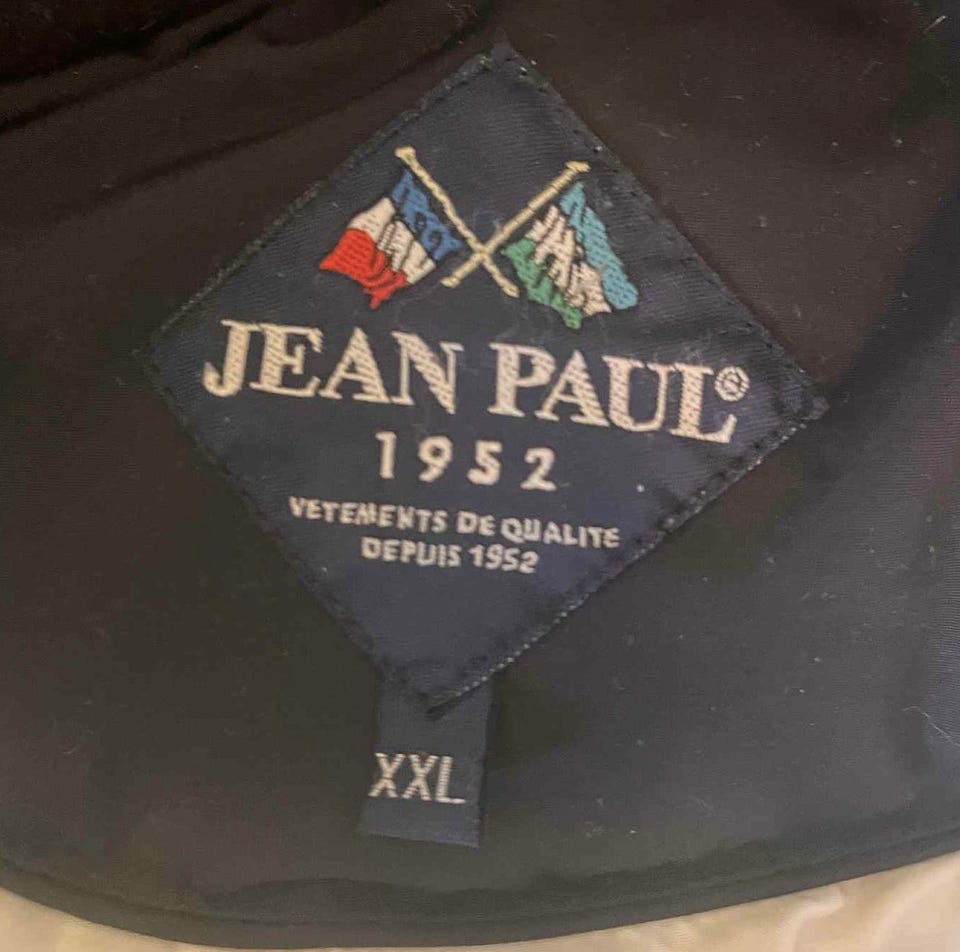 JEAN PAUL®
1952
VETEMENTS DE QUALITE
DEPUIS 1952
XXL